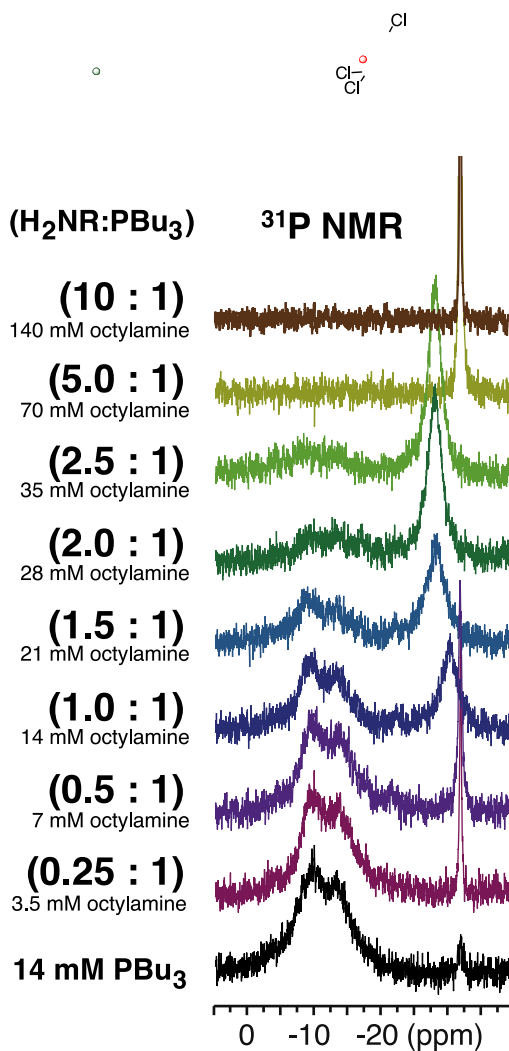 Cl
Cl
Cl
(H₂NR:PBu₃) ³¹P NMR
(10 : 1)
140 mM octylamine
(5.0 : 1)
70 mM octylamine
(2.5 : 1)
35 mM octylamine
(2.0 : 1)
28 mM octylamine
(1.5 : 1)
21 mM octylamine
(1.0 : 1)
14 mM octylamine
(0.5 : 1)
7 mM octylamine
(0.25 : 1)
3.5 mM octylamine
14 mM PBu₃
0 -10 -20 (ppm)